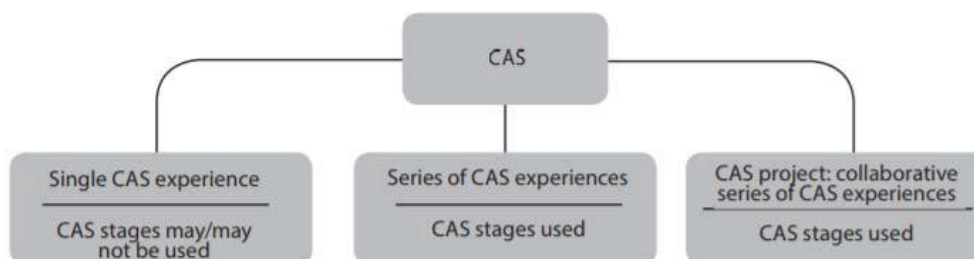 CAS
Single CAS experience
CAS stages may/may
not be used
Series of CAS experiences
CAS stages used
CAS project: collaborative
series of CAS experiences
CAS stages used